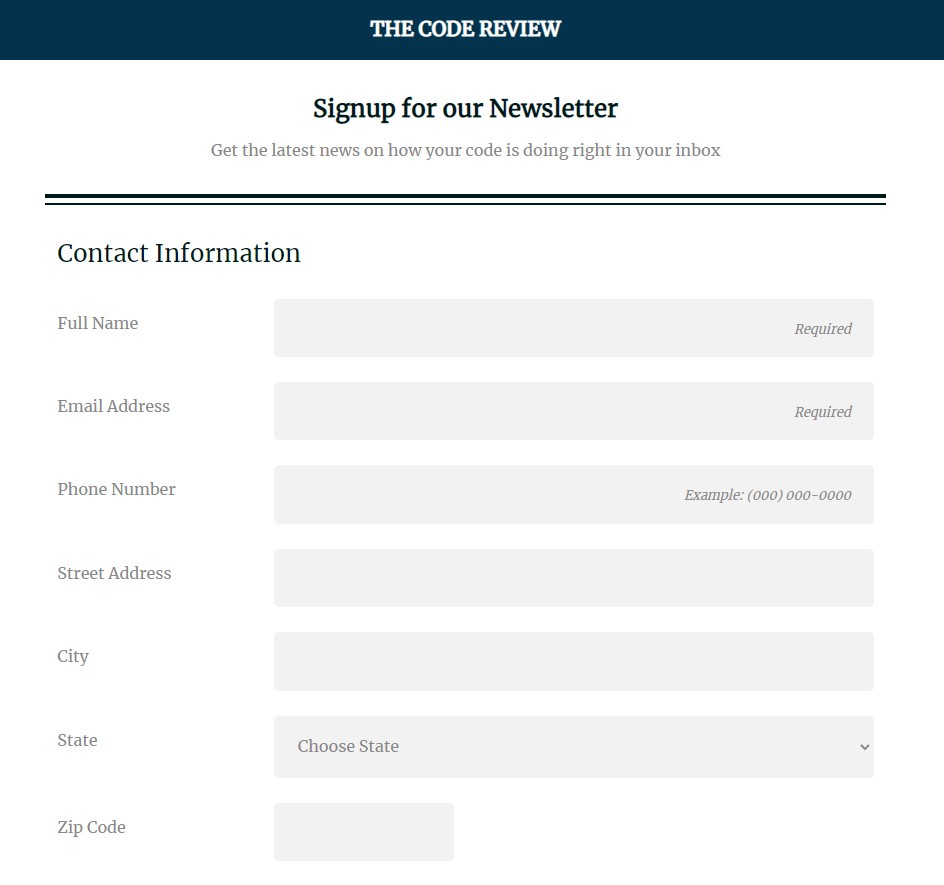 THE CODE REVIEW
Signup for our Newsletter
Get the latest news on how your code is doing right in your inbox
Contact Information
Full Name
Required
Email Address
Required
Phone Number
Example: (000) 000-0000
Street Address
City
State
Choose State
Zip Code